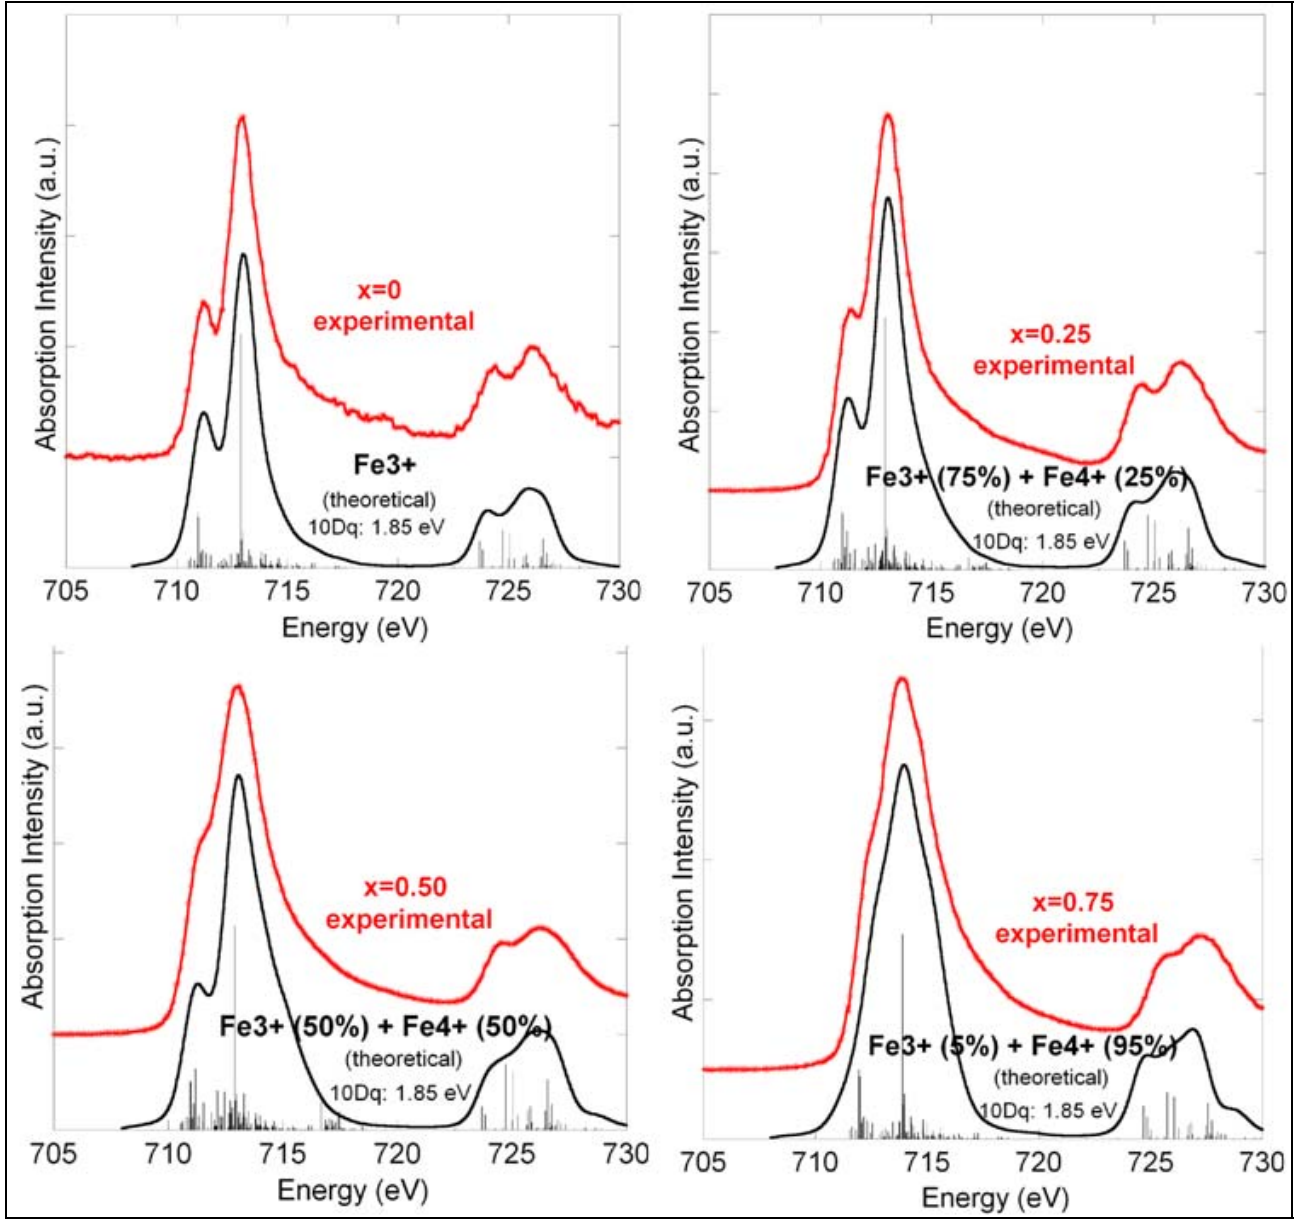 Absorption Intensity (a.u.)
x=0
experimental
Fe3+
(theoretical)
10Dq: 1.85 eV
705 710 715 720 725 730
Energy (eV)
Absorption Intensity (a.u.)
x=0.25
experimental
Fe3+ (75%) + Fe4+ (25%)
(theoretical)
10Dq: 1.85 eV
705 710 715 720 725 730
Energy (eV)
Absorption Intensity (a.u.)
x=0.50
experimental
Fe3+ (50%) + Fe4+ (50%)
(theoretical)
10Dq: 1.85 eV
705 710 715 720 725 730
Energy (eV)
Absorption Intensity (a.u.)
x=0.75
experimental
Fe3+ (5%) + Fe4+ (95%)
(theoretical)
10Dq: 1.85 eV
705 710 715 720 725 730
Energy (eV)